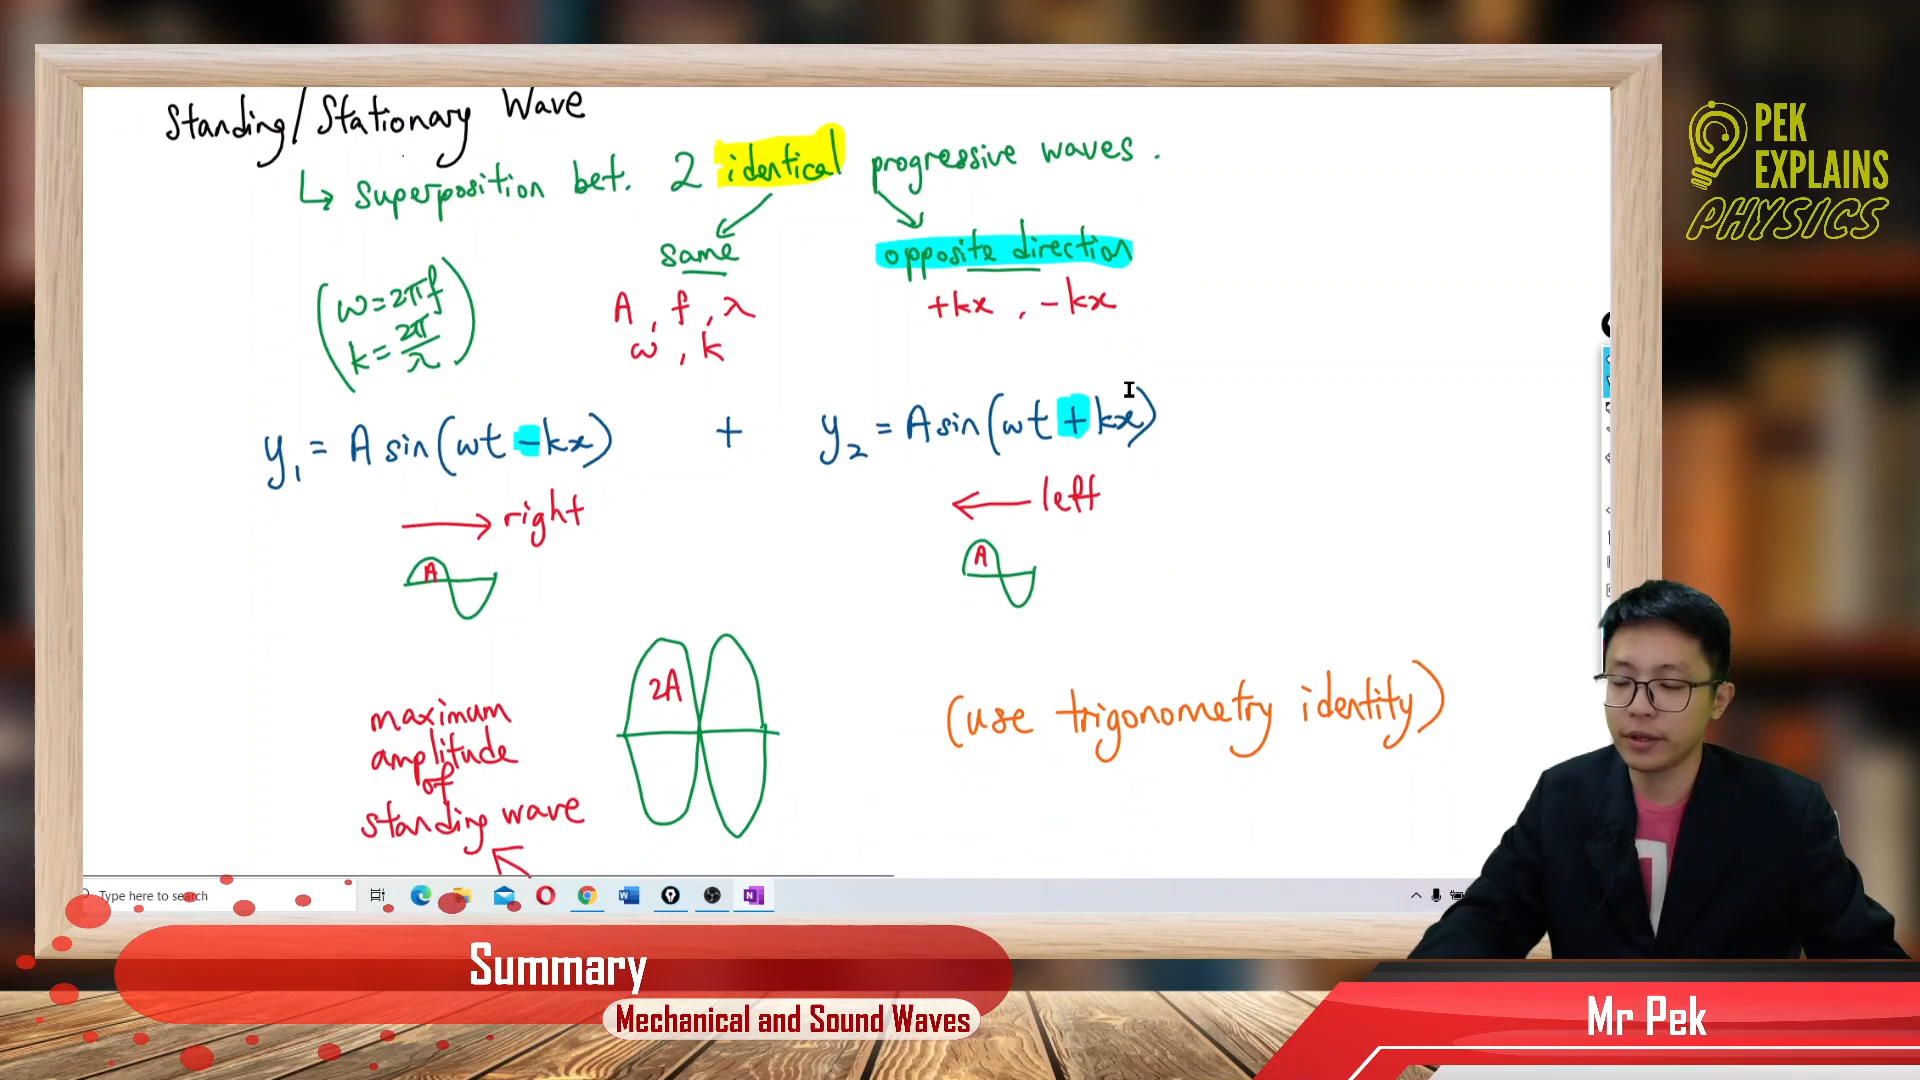 Standing/Stationary Wave
↳ superposition bet. 2 identical progressive waves.
same
opposite direction
(ω=2πf
k=2π/λ)
A, f, λ
ω, k
+kx, -kx
y₁ = A sin(ωt - kx) + y₂ = A sin(ωt + kx)
→ right
← left
A
A
2A
maximum
amplitude
of
standing wave
(use trigonometry identity)
PEK
EXPLAINS
PHYSICS
Type here to search
Summary
Mechanical and Sound Waves
Mr Pek